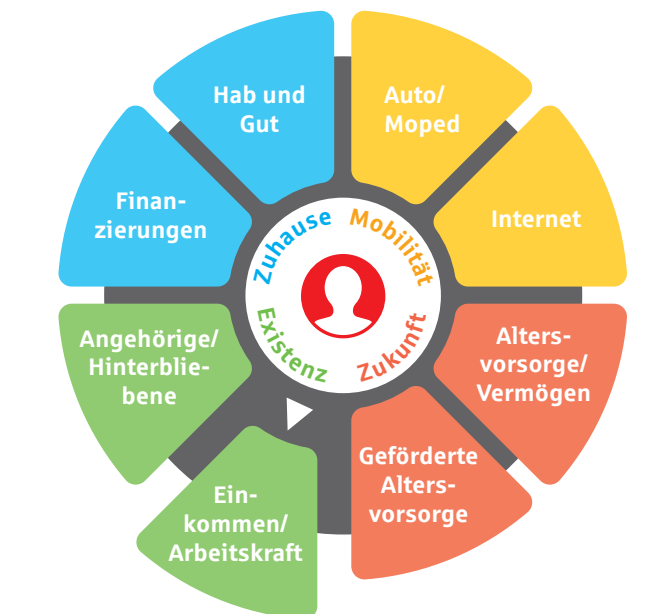 Hab und
Gut
Auto/
Moped
Finan-
zierungen
Internet
Zuhause
Mobilität
Existenz
Zukunft
Angehörige/
Hinterblie-
bene
Alters-
vorsorge/
Vermögen
Ein-
kommen/
Arbeitskraft
Geförderte
Alters-
vorsorge